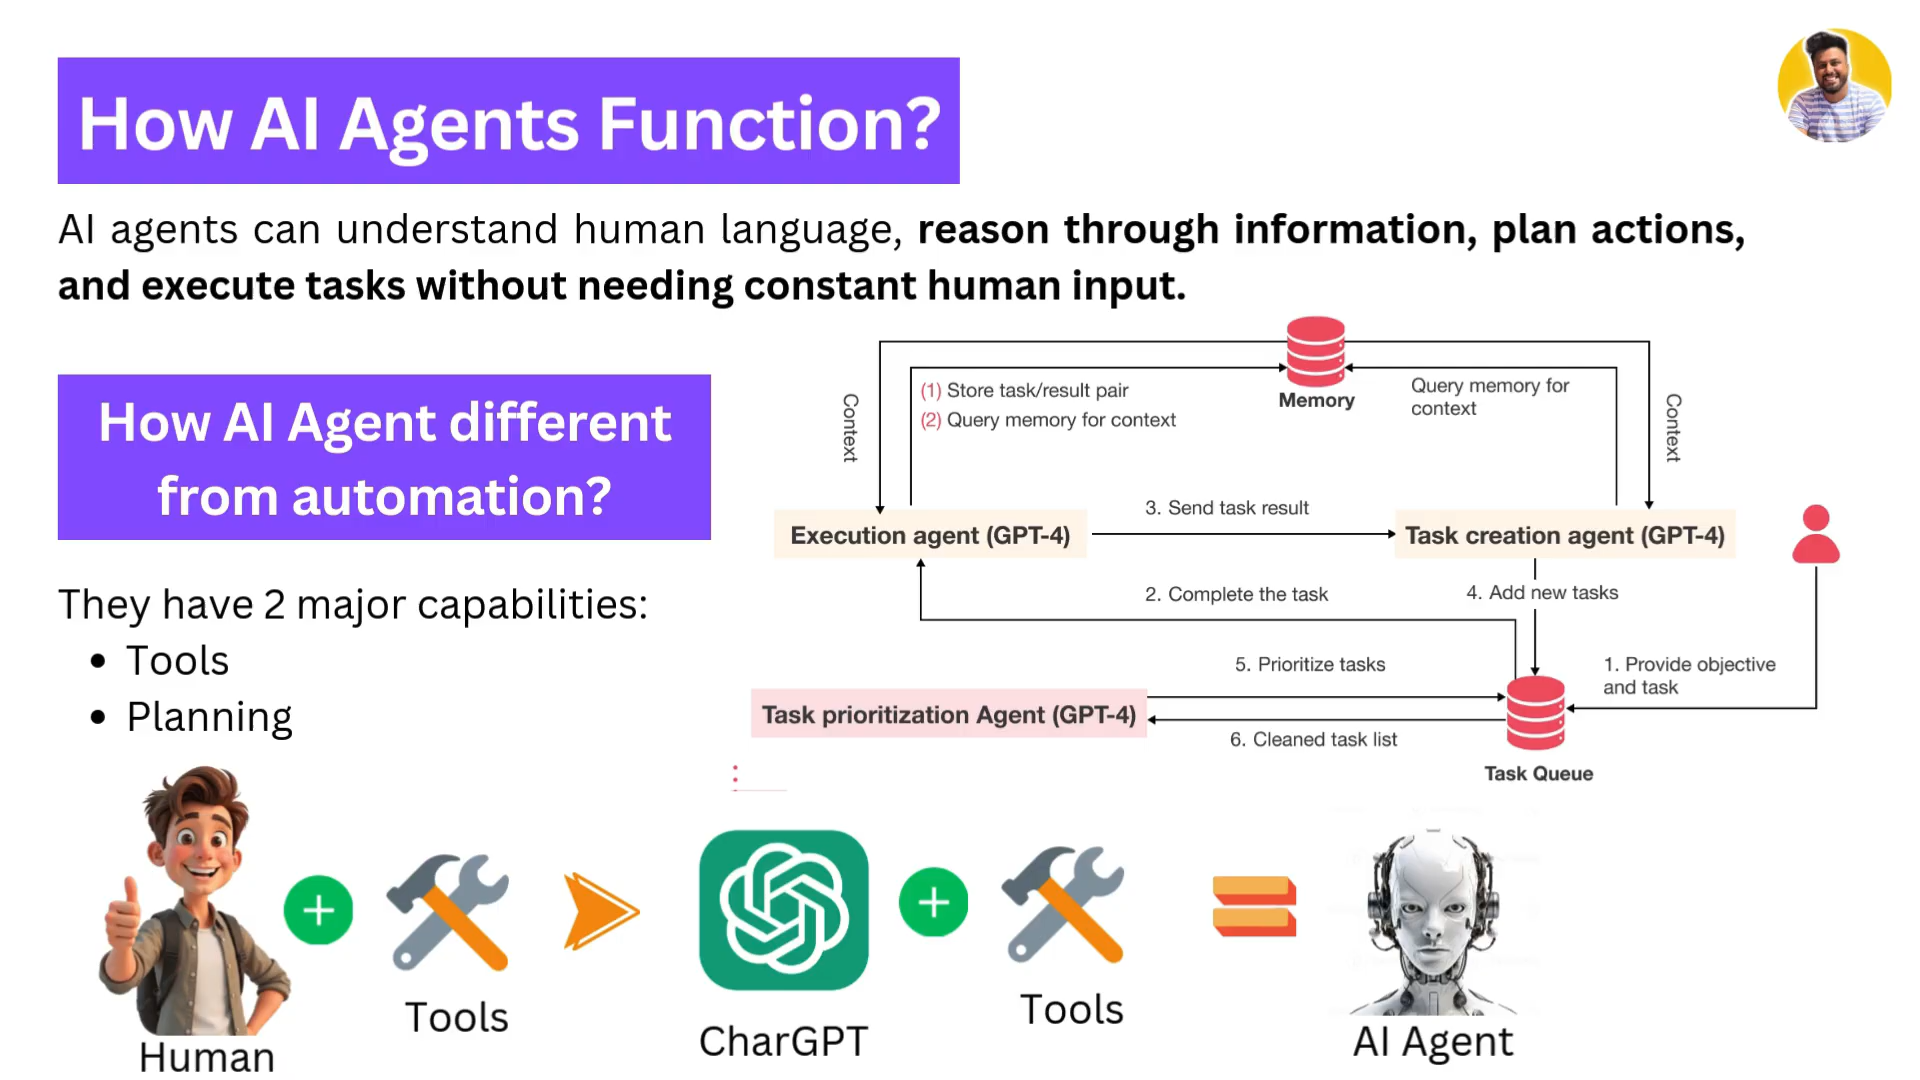 How AI Agents Function?
AI agents can understand human language, reason through information, plan actions,
and execute tasks without needing constant human input.
How AI Agent different
from automation?
They have 2 major capabilities:
• Tools
• Planning
Memory
(1) Store task/result pair
(2) Query memory for context
Query memory for
context
Context
Context
3. Send task result
Execution agent (GPT-4)
Task creation agent (GPT-4)
2. Complete the task
4. Add new tasks
5. Prioritize tasks
1. Provide objective
and task
Task prioritization Agent (GPT-4)
6. Cleaned task list
Task Queue
Human
Tools
CharGPT
Tools
AI Agent